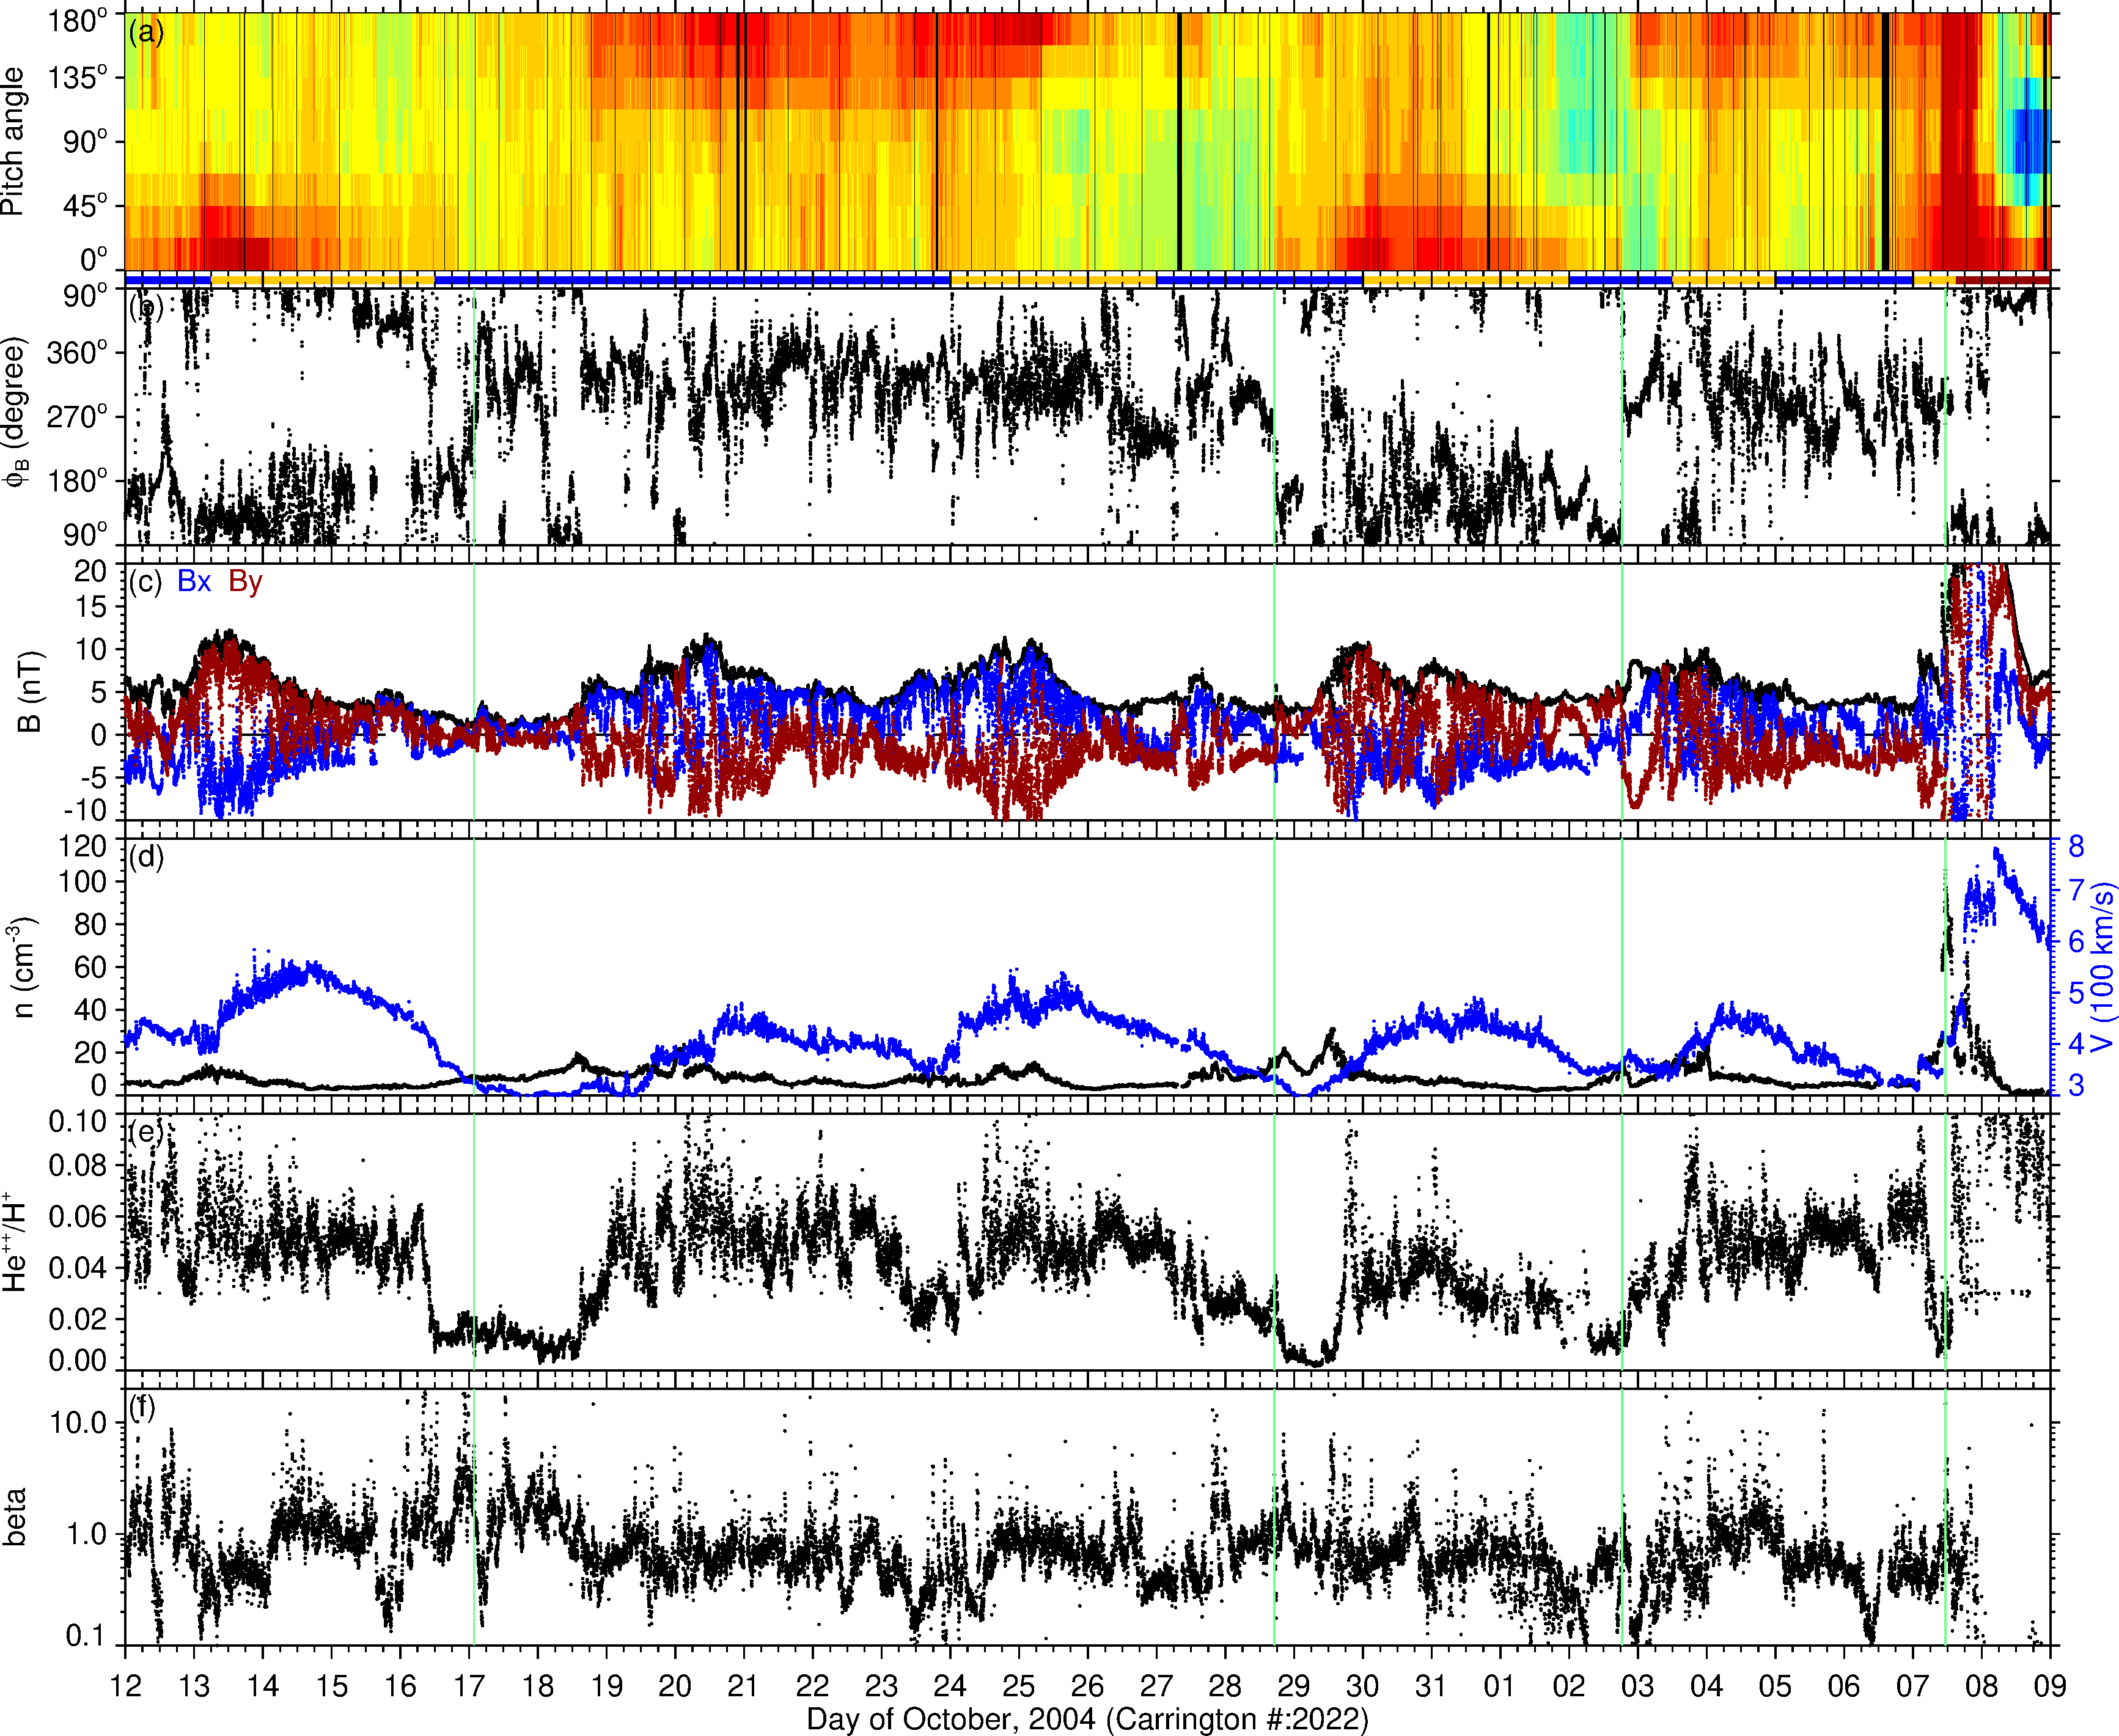 180°
(a)
135°
90°
45°
0°
Pitch angle
90°
(b)
360°
270°
180°
90°
ϕB (degree)
20
(c) Bx By
15
10
5
0
-5
-10
B (nT)
120
(d)
100
80
60
40
20
0
n (cm-3)
8
7
6
5
4
3
V (100 km/s)
0.10
(e)
0.08
0.06
0.04
0.02
0.00
He++/H+
(f)
10.0
1.0
0.1
beta
12 13 14 15 16 17 18 19 20 21 22 23 24 25 26 27 28 29 30 31 01 02 03 04 05 06 07 08 09
Day of October, 2004 (Carrington #:2022)